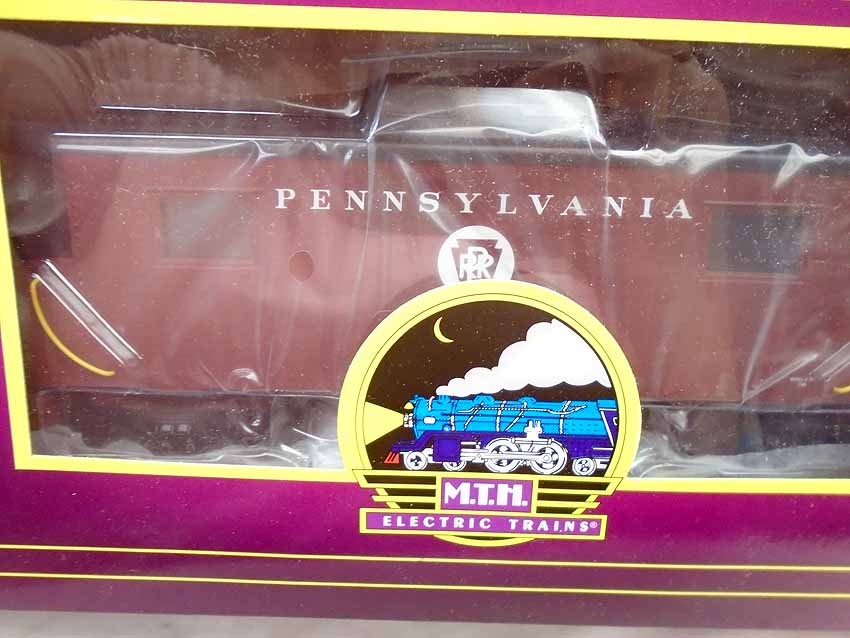 PENNSYLVANIA
PRR
M.T.H.
ELECTRIC TRAINS®